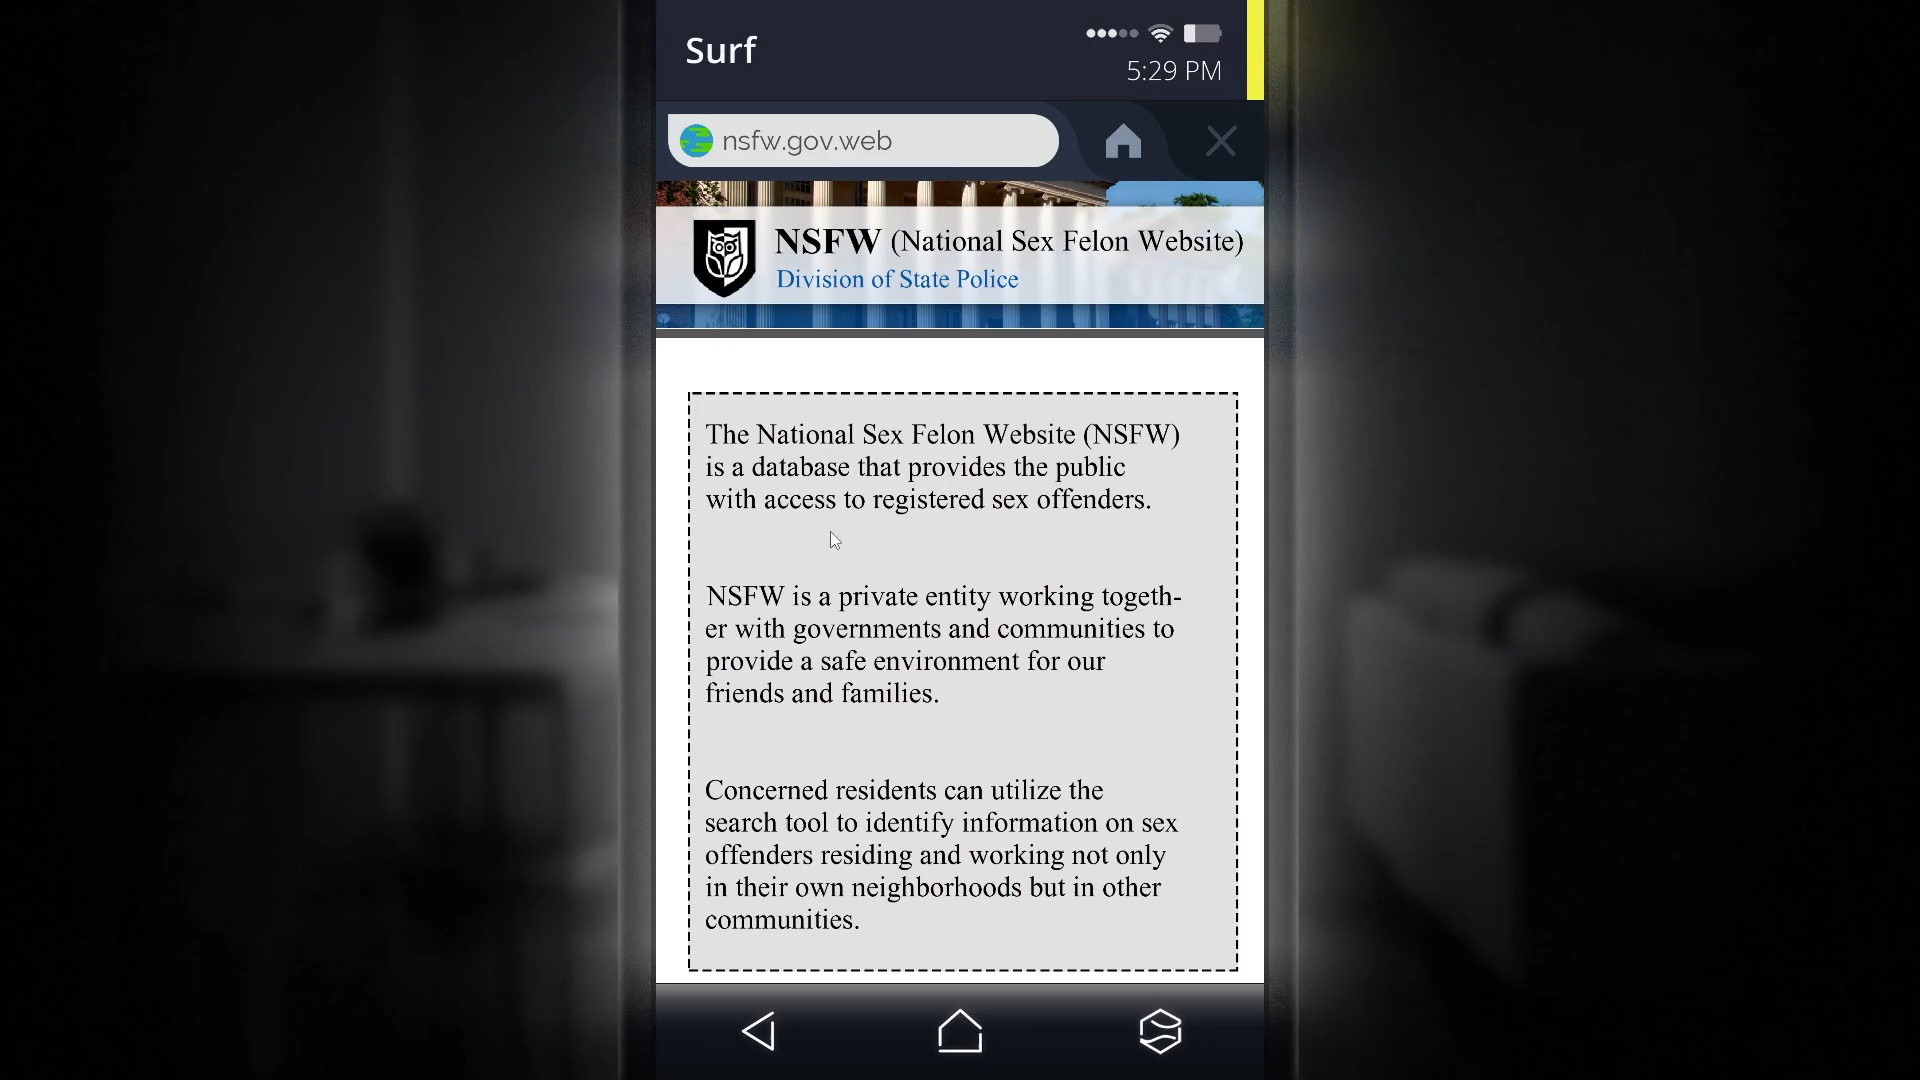 Surf
5:29 PM
nsfw.gov.web
NSFW (National Sex Felon Website)
Division of State Police
The National Sex Felon Website (NSFW)
is a database that provides the public
with access to registered sex offenders.
NSFW is a private entity working togeth-
er with governments and communities to
provide a safe environment for our
friends and families.
Concerned residents can utilize the
search tool to identify information on sex
offenders residing and working not only
in their own neighborhoods but in other
communities.